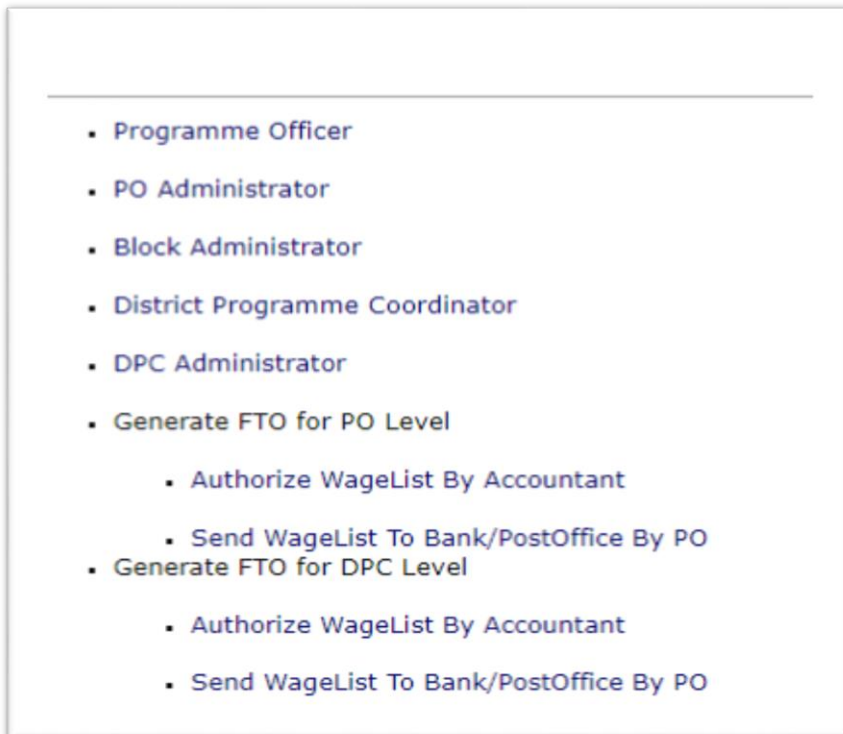 Programme Officer
PO Administrator
Block Administrator
District Programme Coordinator
DPC Administrator
Generate FTO for PO Level
Authorize WageList By Accountant
Send WageList To Bank/PostOffice By PO
Generate FTO for DPC Level
Authorize WageList By Accountant
Send WageList To Bank/PostOffice By PO